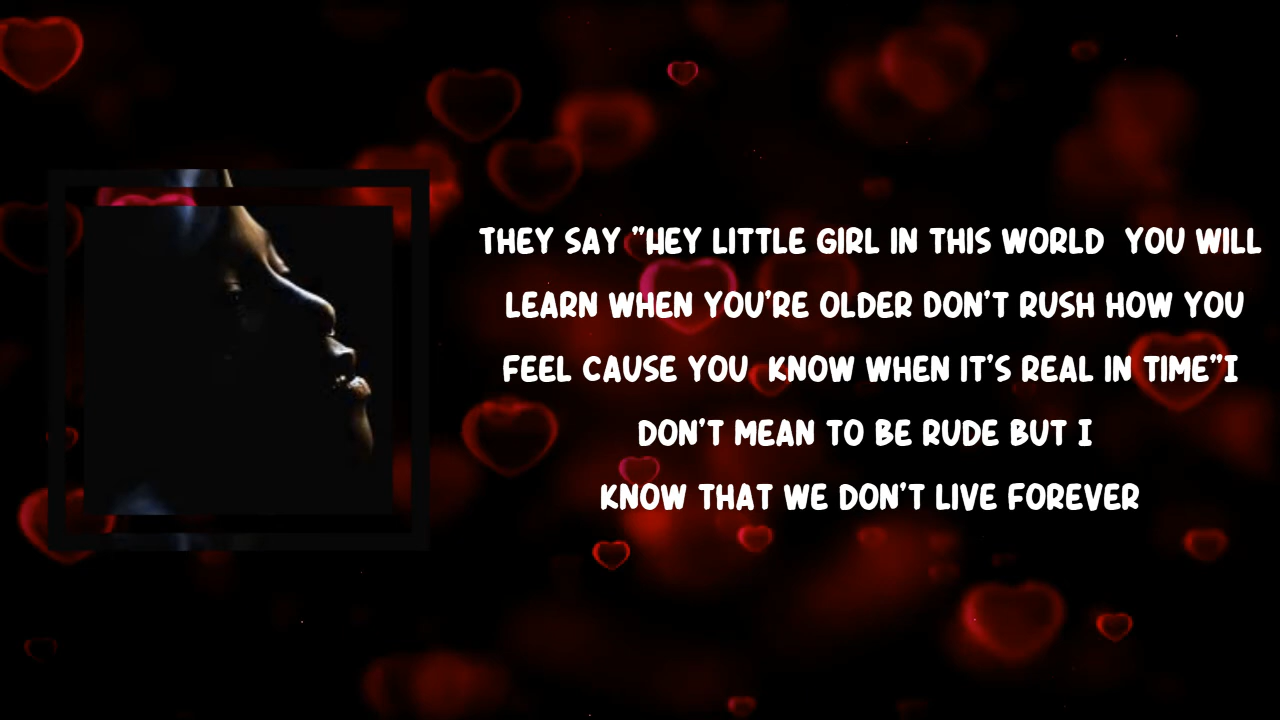 THEY SAY "HEY LITTLE GIRL IN THIS WORLD  YOU WILL
LEARN WHEN YOU'RE OLDER DON'T RUSH HOW YOU
FEEL CAUSE YOU  KNOW WHEN IT'S REAL IN TIME"I
DON'T MEAN TO BE RUDE BUT I
KNOW THAT WE DON'T LIVE FOREVER